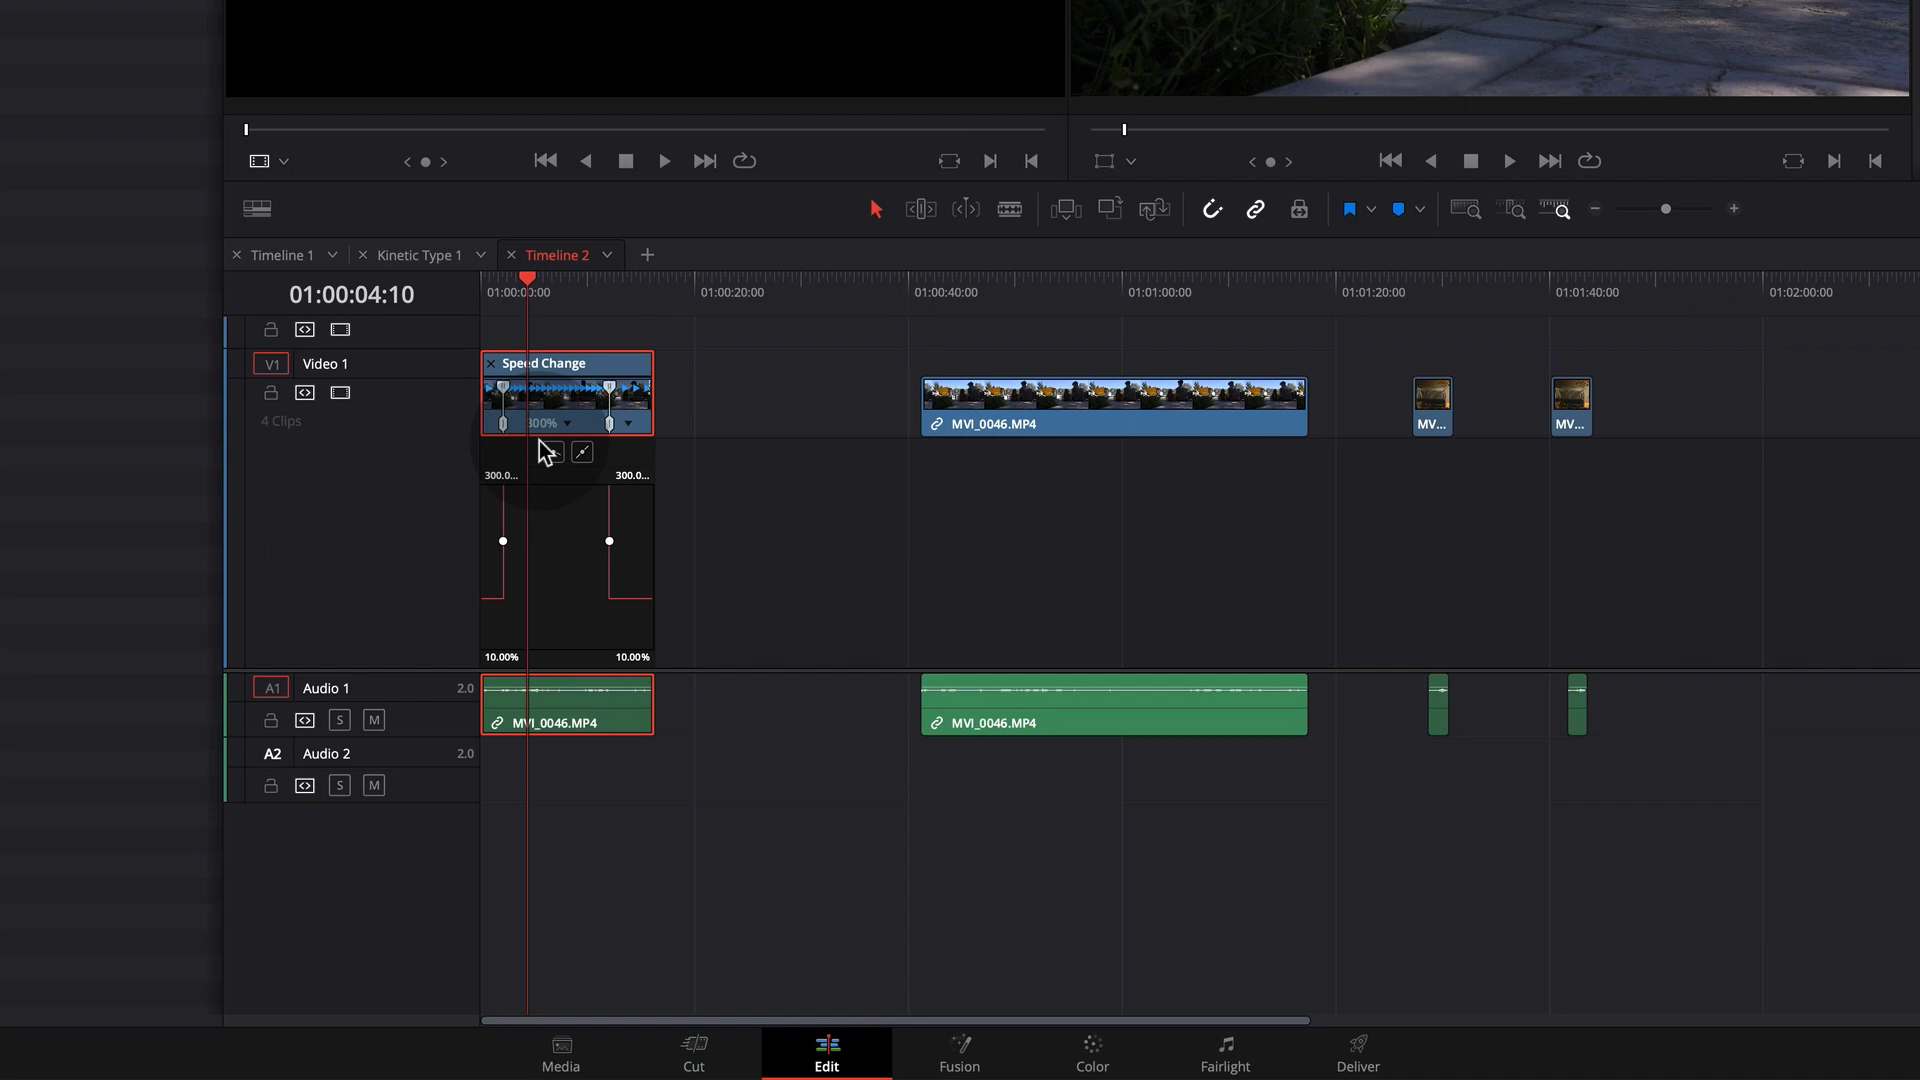 Timeline 1
Kinetic Type 1
Timeline 2
01:00:04:10
01:00:00:00
01:00:20:00
01:00:40:00
01:01:00:00
01:01:20:00
01:01:40:00
01:02:00:00
V1
Video 1
4 Clips
Speed Change
300%
MVI_0046.MP4
MV...
MV...
300.0...
300.0...
10.00%
10.00%
A1
Audio 1
2.0
S
M
MVI_0046.MP4
MVI_0046.MP4
A2
Audio 2
2.0
S
M
Media
Cut
Edit
Fusion
Color
Fairlight
Deliver